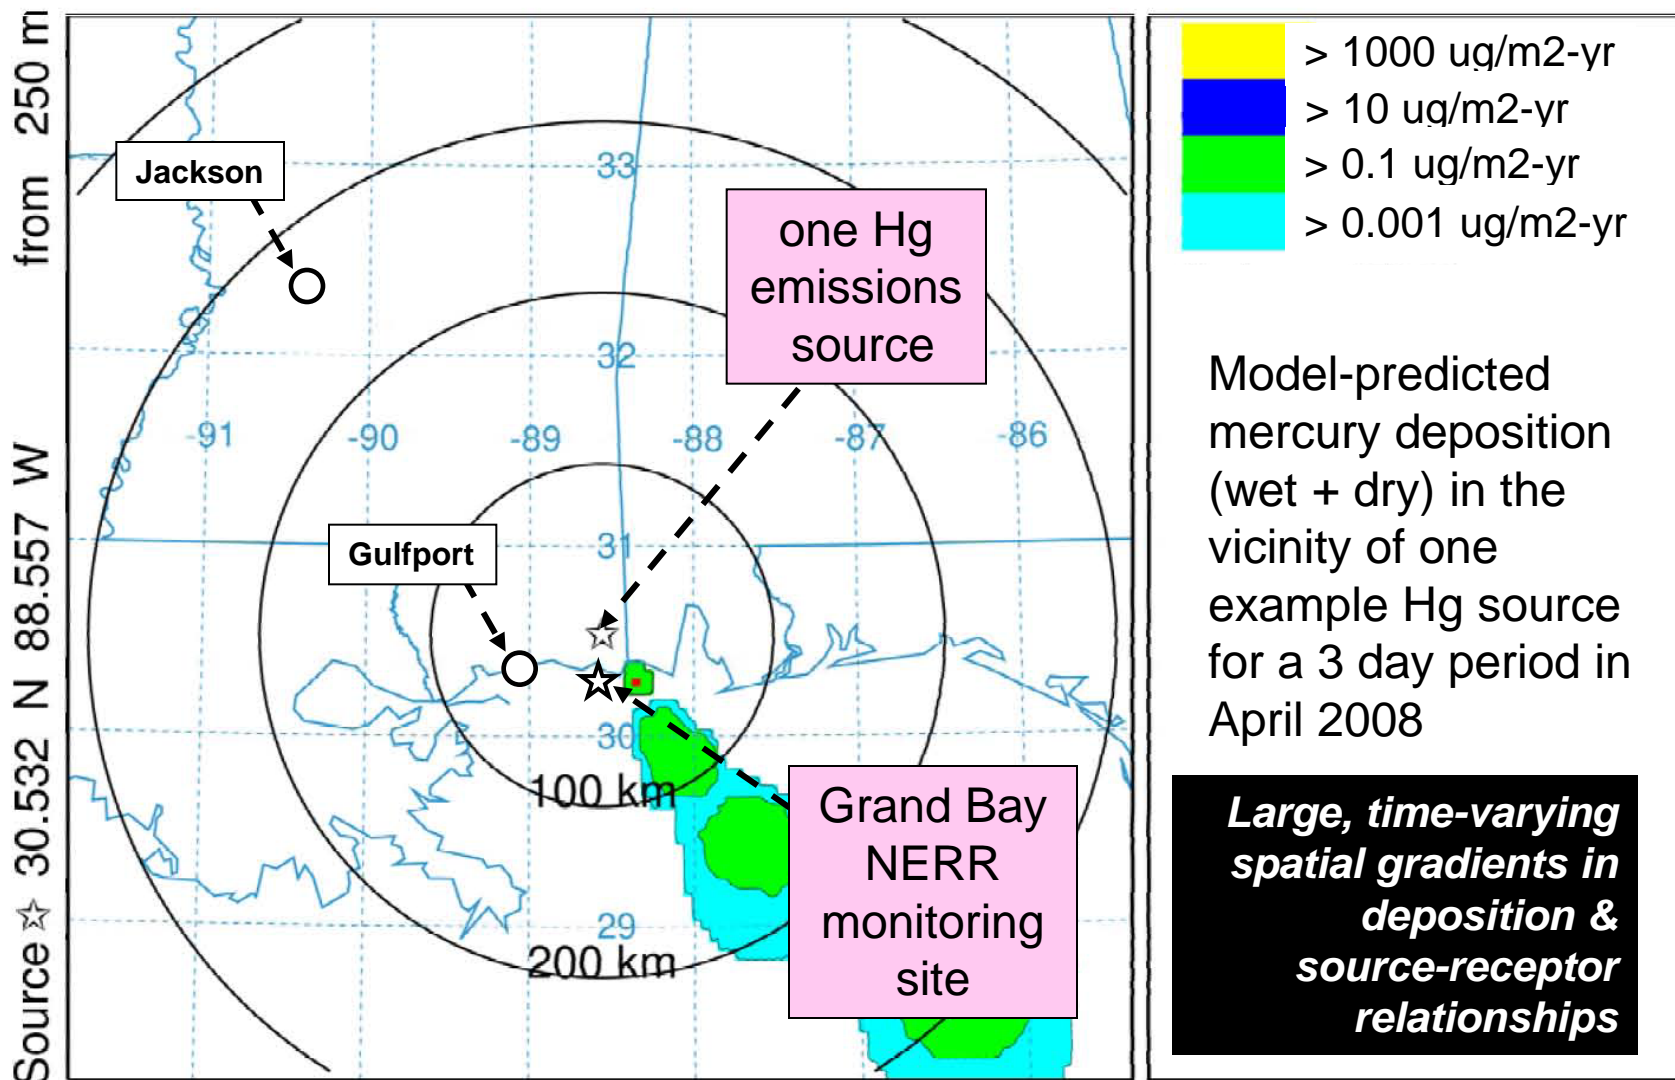 Source ☆ 30.532 N 88.557 W from 250 m
Jackson
33
one Hg
emissions
source
32
-91
-90
-89
-88
-87
-86
Gulfport
31
30
100 km
Grand Bay
NERR
monitoring
site
29
200 km
> 1000 ug/m2-yr
> 10 ug/m2-yr
> 0.1 ug/m2-yr
> 0.001 ug/m2-yr
Model-predicted
mercury deposition
(wet + dry) in the
vicinity of one
example Hg source
for a 3 day period in
April 2008
Large, time-varying
spatial gradients in
deposition &
source-receptor
relationships